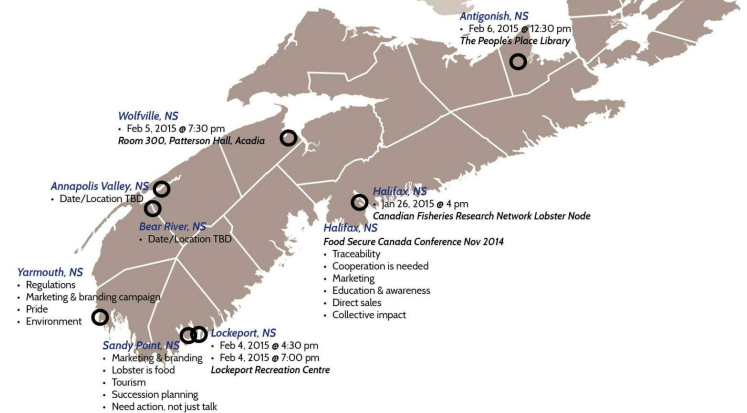 Antigonish, NS
• Feb 6, 2015 @ 12:30 pm
The People's Place Library
Wolfville, NS
• Feb 5, 2015 @ 7:30 pm
Room 300, Patterson Hall, Acadia
Annapolis Valley, NS
• Date/Location TBD
Bear River, NS
• Date/Location TBD
Halifax, NS
• Jan 26, 2015 @ 4 pm
Canadian Fisheries Research Network Lobster Node
Halifax, NS
Food Secure Canada Conference Nov 2014
• Traceability
• Cooperation is needed
• Marketing
• Education & awareness
• Direct sales
• Collective impact
Yarmouth, NS
• Regulations
• Marketing & branding campaign
• Pride
• Environment
Sandy Point, NS
• Marketing & branding
• Lobster is food
• Tourism
• Succession planning
• Need action, not just talk
Lockeport, NS
• Feb 4, 2015 @ 4:30 pm
• Feb 4, 2015 @ 7:00 pm
Lockeport Recreation Centre